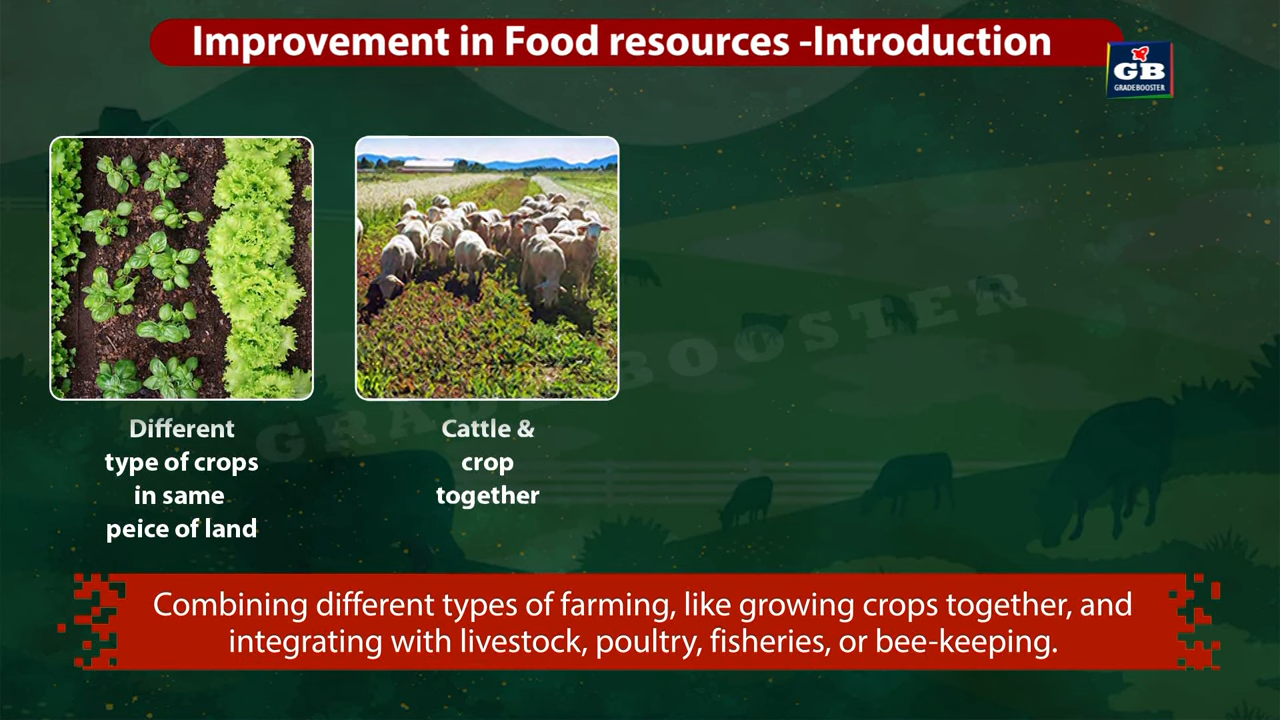 Improvement in Food resources -Introduction
GB
GRADEBOOSTER
Different
type of crops
in same
peice of land
Cattle &
crop
together
GRADEBOOSTER
Combining different types of farming, like growing crops together, and
integrating with livestock, poultry, fisheries, or bee-keeping.